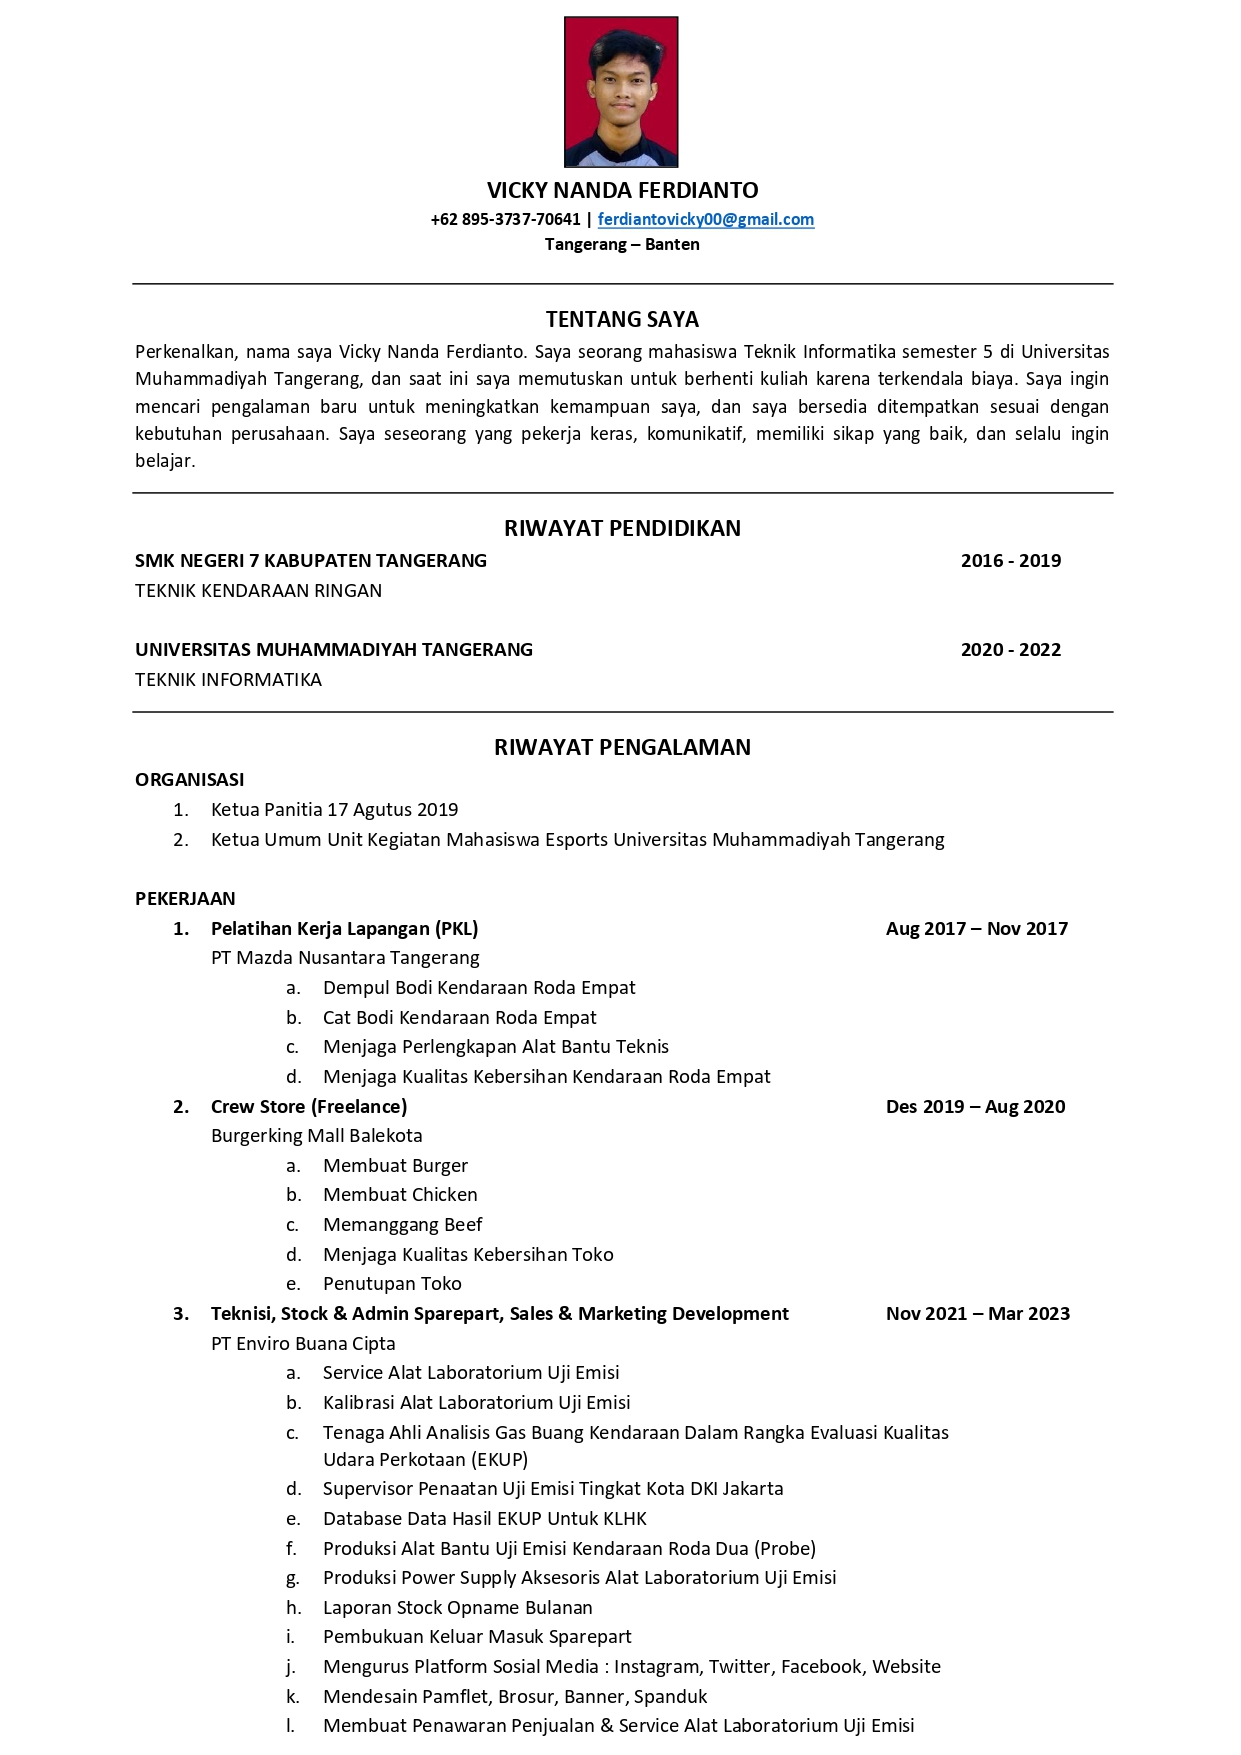 VICKY NANDA FERDIANTO
+62 895-3737-70641 | ferdiantovicky00@gmail.com
Tangerang – Banten
TENTANG SAYA
Perkenalkan, nama saya Vicky Nanda Ferdianto. Saya seorang mahasiswa Teknik Informatika semester 5 di Universitas
Muhammadiyah Tangerang, dan saat ini saya memutuskan untuk berhenti kuliah karena terkendala biaya. Saya ingin
mencari pengalaman baru untuk meningkatkan kemampuan saya, dan saya bersedia ditempatkan sesuai dengan
kebutuhan perusahaan. Saya seseorang yang pekerja keras, komunikatif, memiliki sikap yang baik, dan selalu ingin
belajar.
RIWAYAT PENDIDIKAN
SMK NEGERI 7 KABUPATEN TANGERANG 2016 - 2019
TEKNIK KENDARAAN RINGAN
UNIVERSITAS MUHAMMADIYAH TANGERANG 2020 - 2022
TEKNIK INFORMATIKA
RIWAYAT PENGALAMAN
ORGANISASI
1. Ketua Panitia 17 Agutus 2019
2. Ketua Umum Unit Kegiatan Mahasiswa Esports Universitas Muhammadiyah Tangerang
PEKERJAAN
1. Pelatihan Kerja Lapangan (PKL) Aug 2017 – Nov 2017
PT Mazda Nusantara Tangerang
a. Dempul Bodi Kendaraan Roda Empat
b. Cat Bodi Kendaraan Roda Empat
c. Menjaga Perlengkapan Alat Bantu Teknis
d. Menjaga Kualitas Kebersihan Kendaraan Roda Empat
2. Crew Store (Freelance) Des 2019 – Aug 2020
Burgerking Mall Balekota
a. Membuat Burger
b. Membuat Chicken
c. Memanggang Beef
d. Menjaga Kualitas Kebersihan Toko
e. Penutupan Toko
3. Teknisi, Stock & Admin Sparepart, Sales & Marketing Development Nov 2021 – Mar 2023
PT Enviro Buana Cipta
a. Service Alat Laboratorium Uji Emisi
b. Kalibrasi Alat Laboratorium Uji Emisi
c. Tenaga Ahli Analisis Gas Buang Kendaraan Dalam Rangka Evaluasi Kualitas
Udara Perkotaan (EKUP)
d. Supervisor Penaatan Uji Emisi Tingkat Kota DKI Jakarta
e. Database Data Hasil EKUP Untuk KLHK
f. Produksi Alat Bantu Uji Emisi Kendaraan Roda Dua (Probe)
g. Produksi Power Supply Aksesoris Alat Laboratorium Uji Emisi
h. Laporan Stock Opname Bulanan
i. Pembukuan Keluar Masuk Sparepart
j. Mengurus Platform Sosial Media : Instagram, Twitter, Facebook, Website
k. Mendesain Pamflet, Brosur, Banner, Spanduk
l. Membuat Penawaran Penjualan & Service Alat Laboratorium Uji Emisi